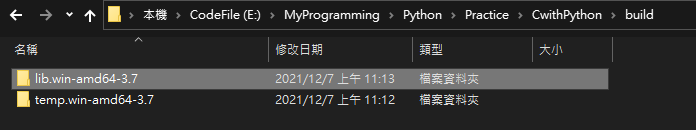 本機 > CodeFile (E:) > MyProgramming > Python > Practice > CwithPython > build
名稱 修改日期 類型 大小
lib.win-amd64-3.7 2021/12/7 上午 11:13 檔案資料夾
temp.win-amd64-3.7 2021/12/7 上午 11:12 檔案資料夾